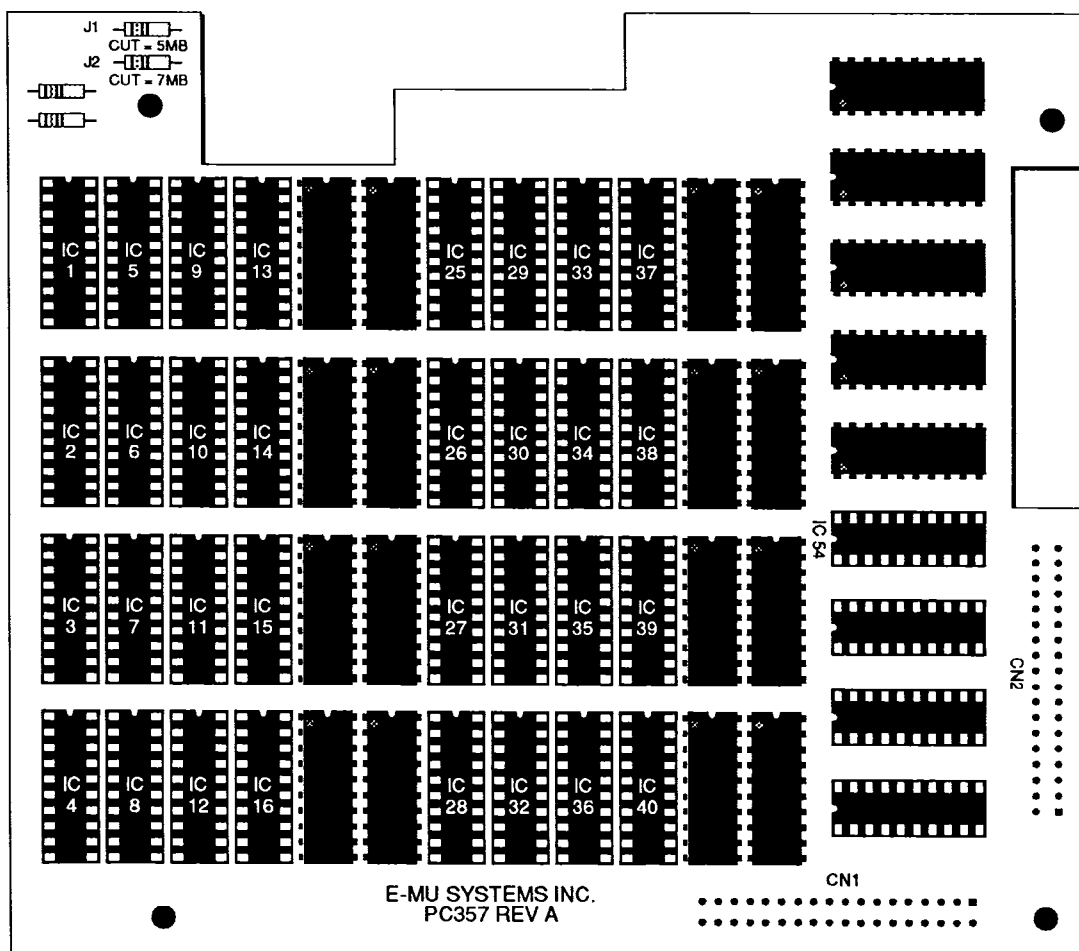 J1
CUT = 5MB
J2
CUT = 7MB
IC 1
IC 5
IC 9
IC 13
IC 25
IC 29
IC 33
IC 37
IC 2
IC 6
IC 10
IC 14
IC 26
IC 30
IC 34
IC 38
IC 54
IC 3
IC 7
IC 11
IC 15
IC 27
IC 31
IC 35
IC 39
CN2
IC 4
IC 8
IC 12
IC 16
IC 28
IC 32
IC 36
IC 40
CN1
E-MU SYSTEMS INC.
PC357 REV A